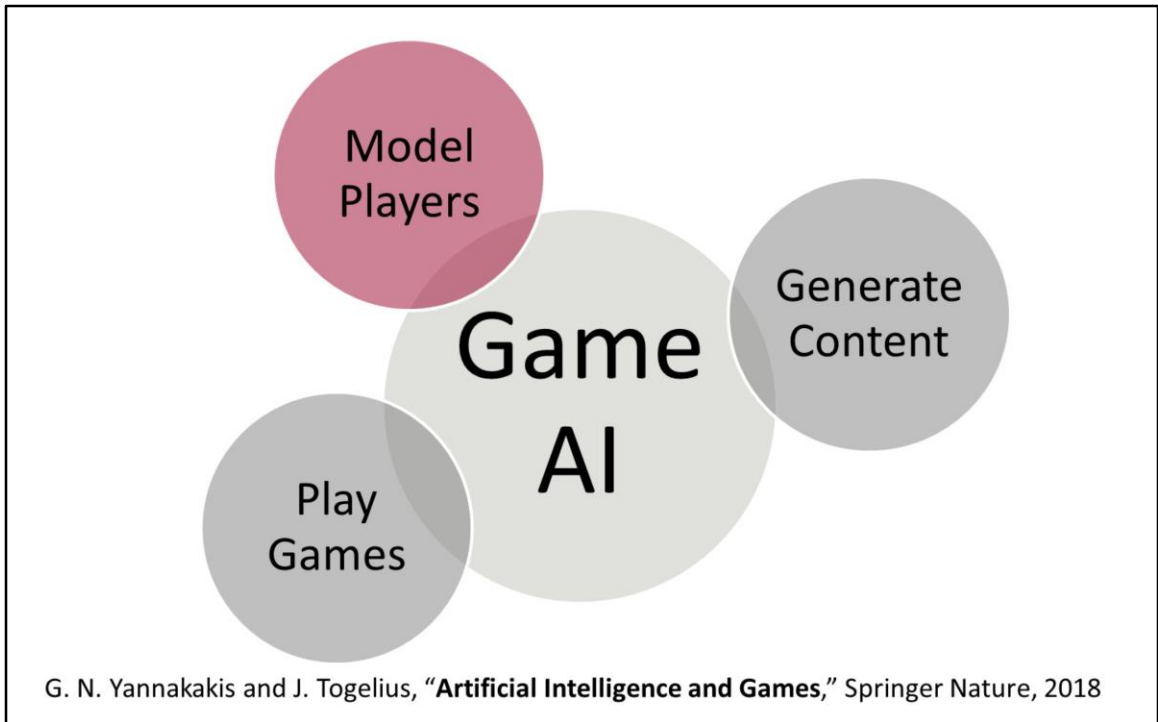 Model
Players
Generate
Content
Game
AI
Play
Games
G. N. Yannakakis and J. Togelius, “Artificial Intelligence and Games,” Springer Nature, 2018